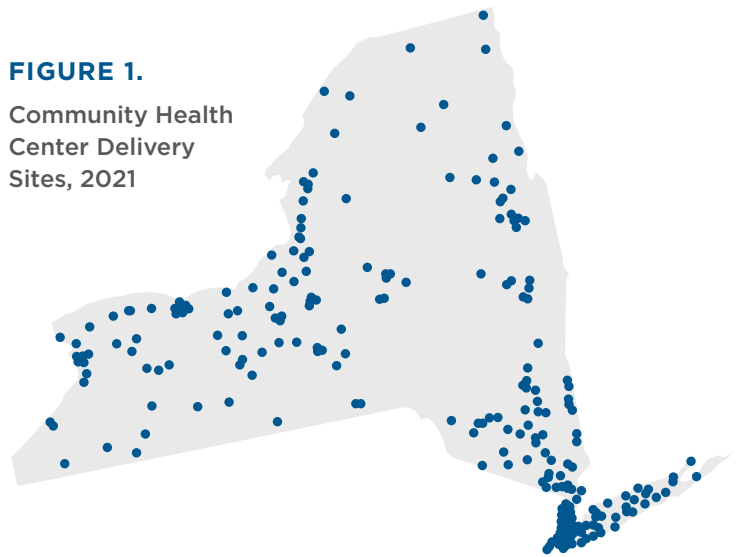 FIGURE 1.
Community Health
Center Delivery
Sites, 2021